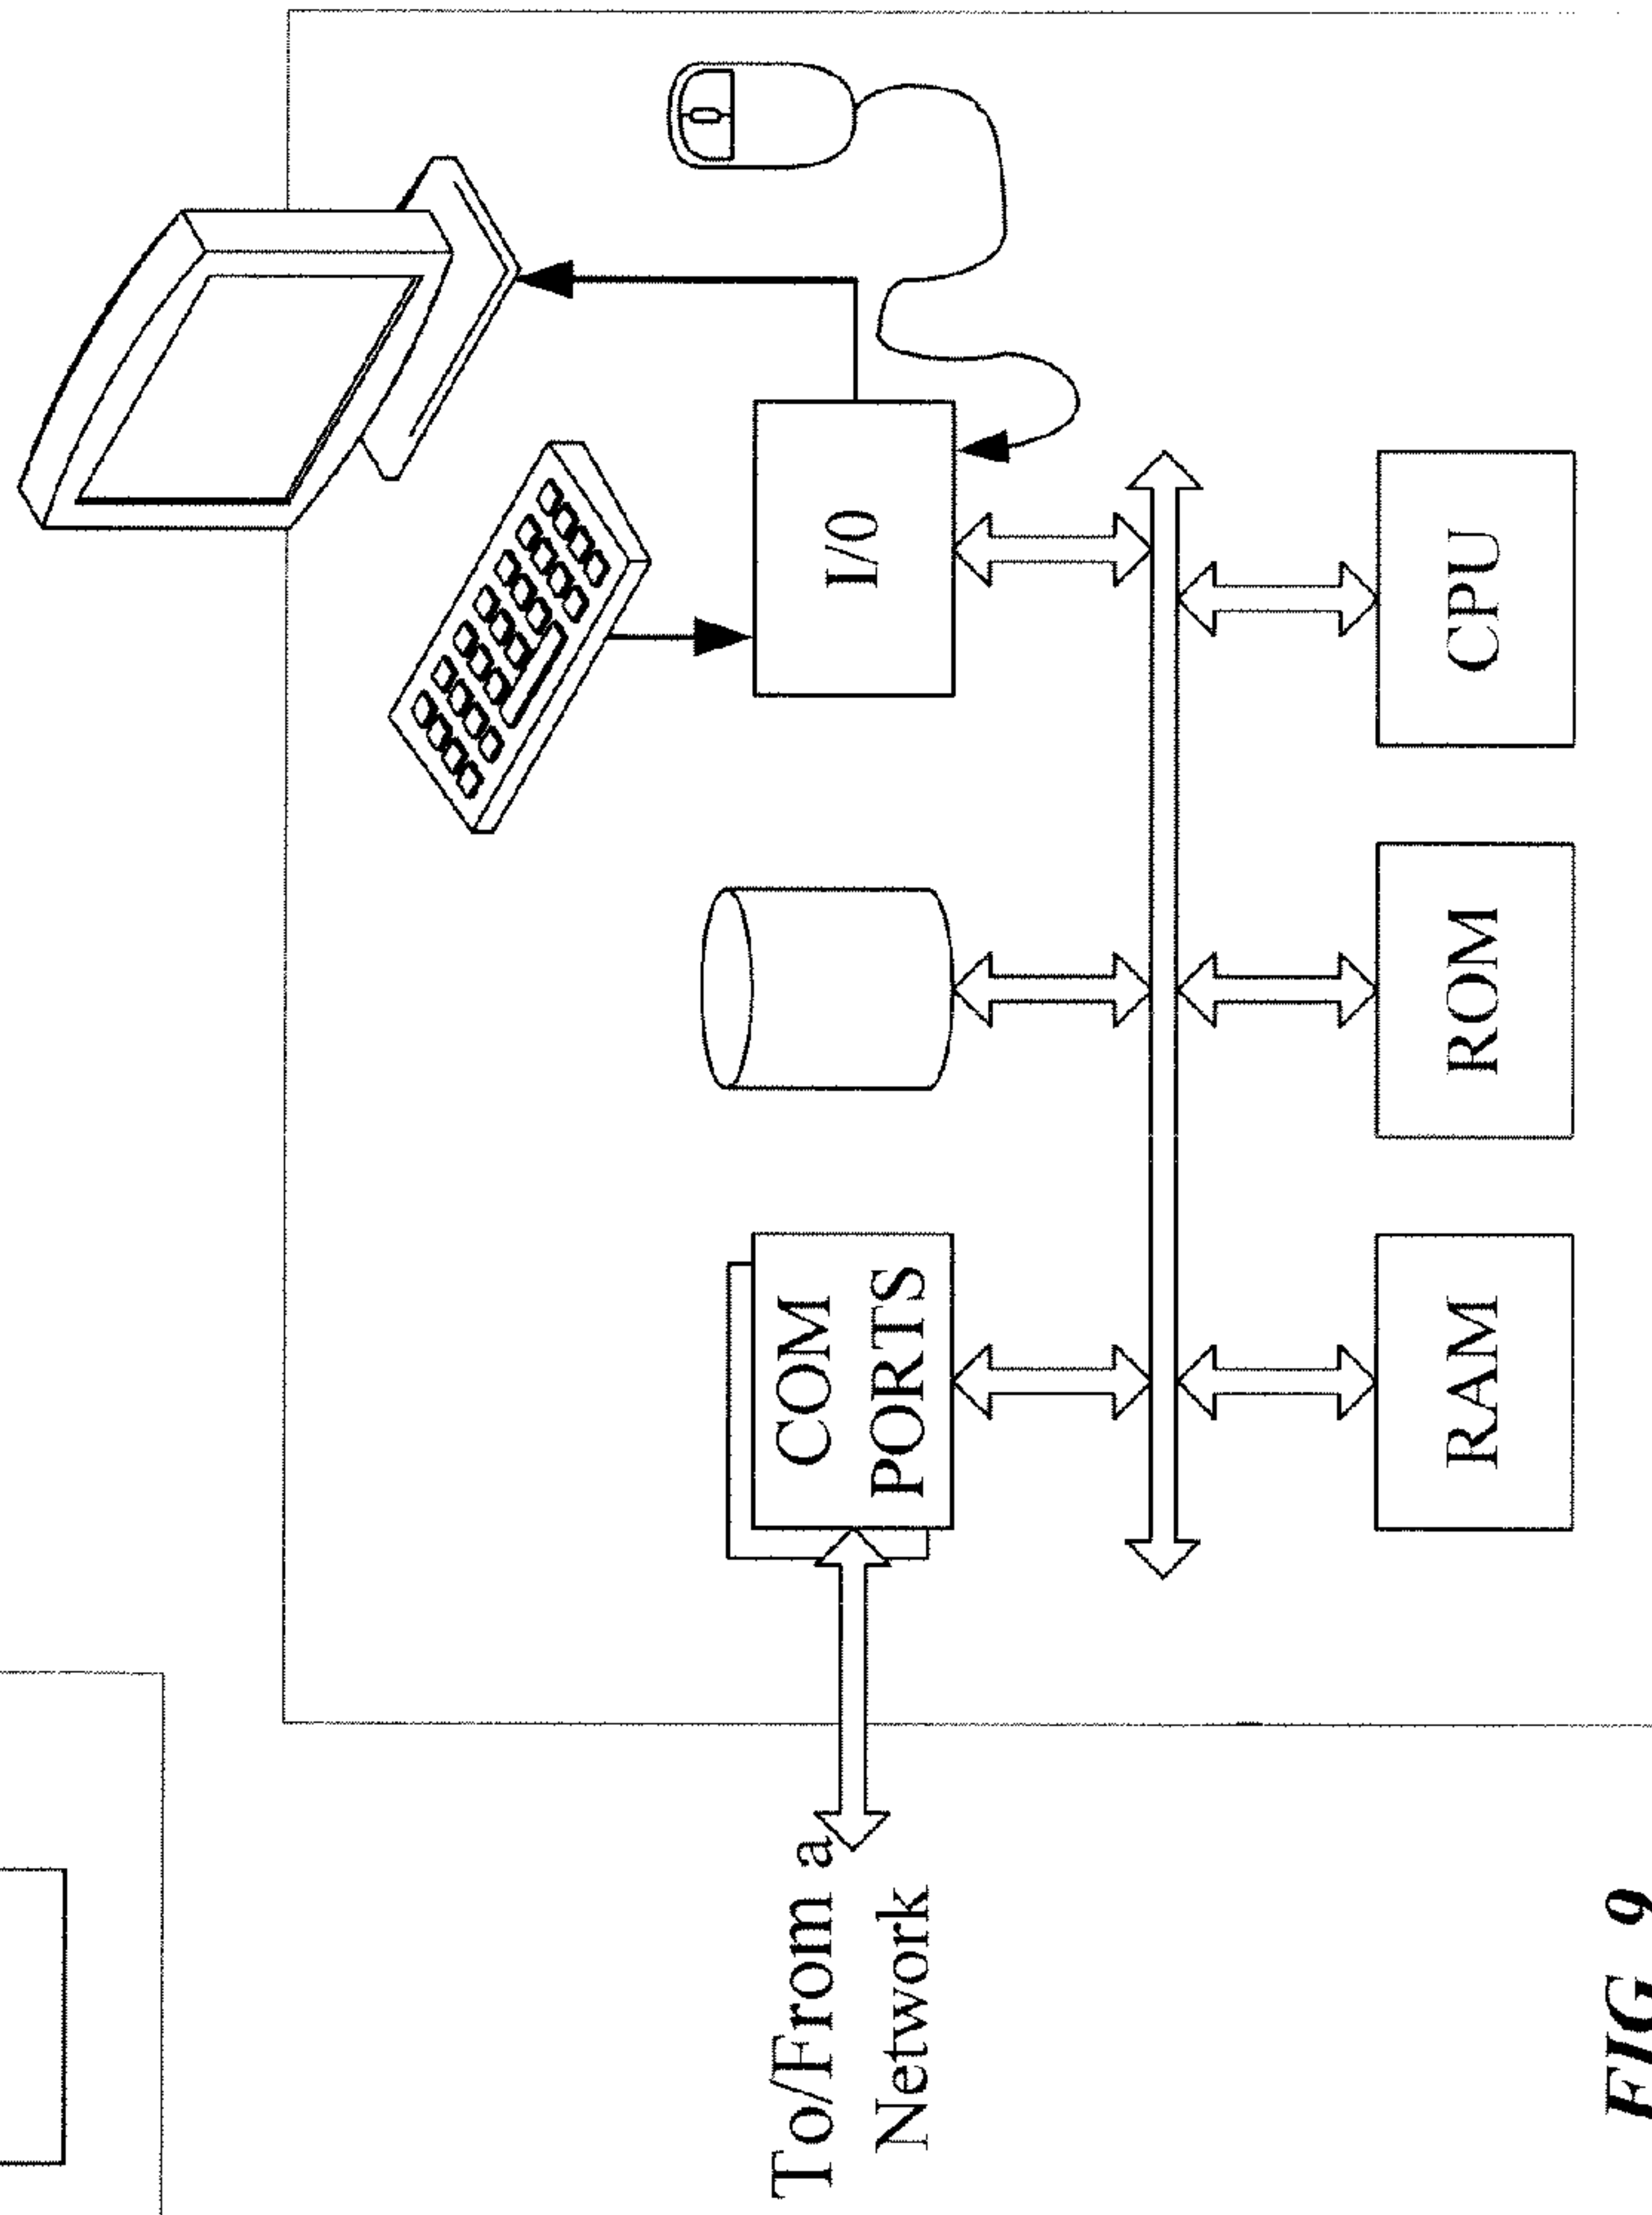 I/0
COM
PORTS
To/From a
Network
RAM
ROM
CPU
FIG. 9